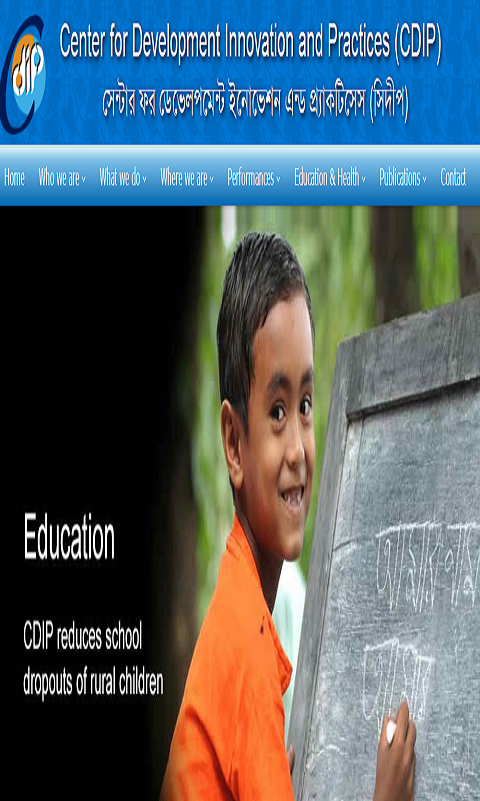 cdip
Center for Development Innovation and Practices (CDIP)
সেন্টার ফর ডেভেলপমেন্ট ইনোভেশন এন্ড প্র্যাকটিসেস (সিদীপ)
Home Who we are What we do Where we are Performances Education & Health Publications Contact
Education
CDIP reduces school
dropouts of rural children
আমার